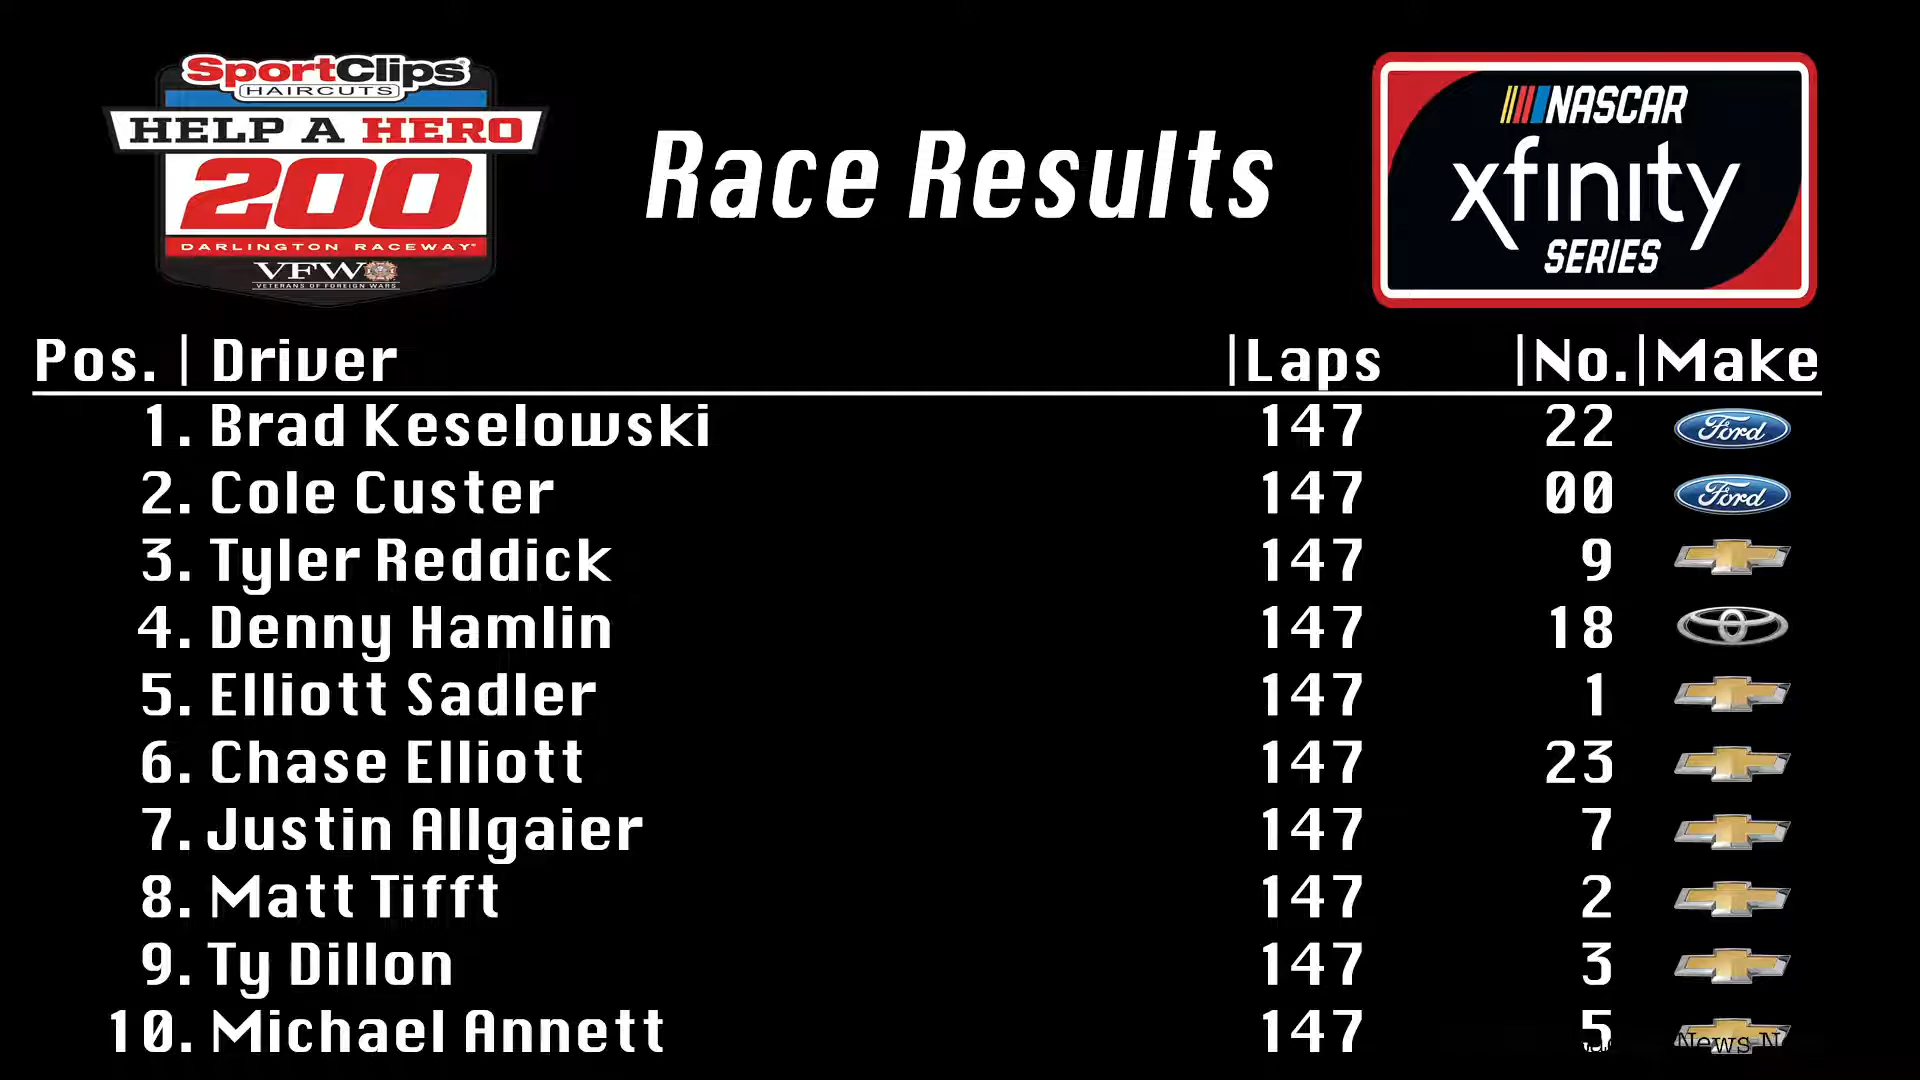 SportClips
HAIRCUTS
HELP A HERO
200
DARLINGTON RACEWAY
VFW
VETERANS OF FOREIGN WARS
Race Results
NASCAR
xfinity
SERIES
Pos. | Driver |Laps |No.|Make
1. Brad Keselowski 147 22 Ford
2. Cole Custer 147 00 Ford
3. Tyler Reddick 147 9
4. Denny Hamlin 147 18
5. Elliott Sadler 147 1
6. Chase Elliott 147 23
7. Justin Allgaier 147 7
8. Matt Tifft 147 2
9. Ty Dillon 147 3
10. Michael Annett 147 5
News